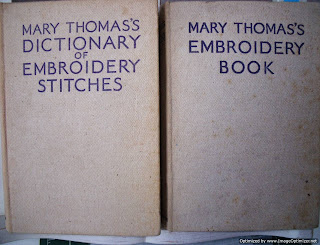 MARY THOMAS'S
DICTIONARY
OF
EMBROIDERY
STITCHES
MARY THOMAS'S
EMBROIDERY
BOOK
Optimized by www.ImageOptimizer.net